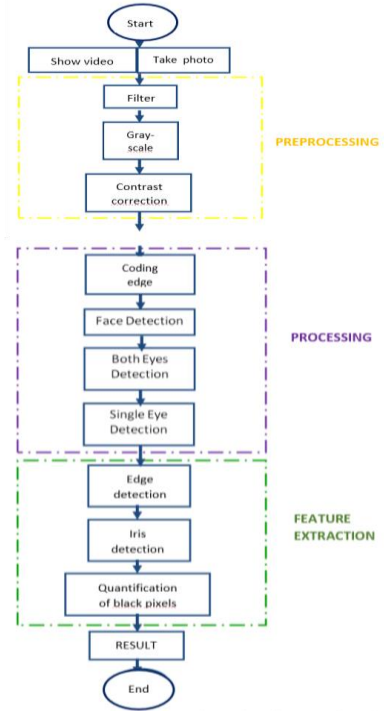 Start
Show video
Take photo
Filter
Gray-
scale
PREPROCESSING
Contrast
correction
Coding
edge
Face Detection
PROCESSING
Both Eyes
Detection
Single Eye
Detection
Edge
detection
FEATURE
EXTRACTION
Iris
detection
Quantification
of black pixels
RESULT
End